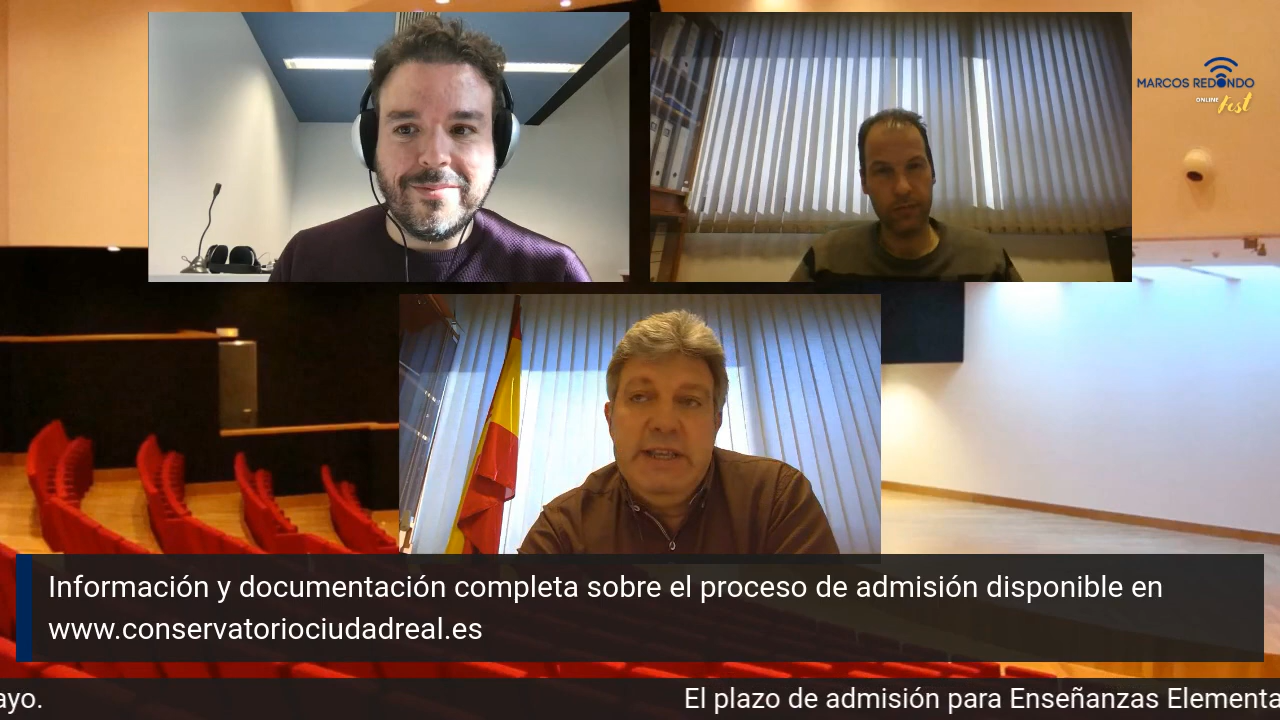 MARCOS REDONDO
ONLINE Fest
Información y documentación completa sobre el proceso de admisión disponible en
www.conservatoriociudadreal.es
ayo.
El plazo de admisión para Enseñanzas Elementa